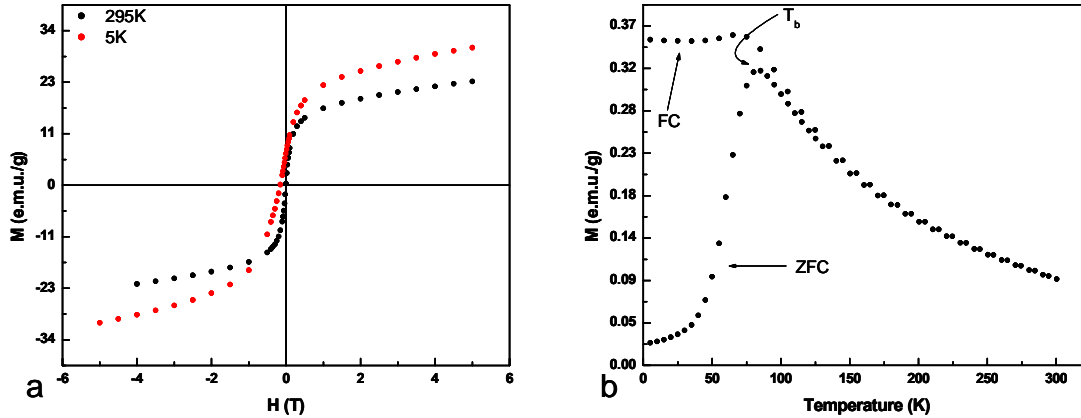 295K
5K
34
23
11
0
-11
-23
-34
M (e.m.u./g)
-6
-4
-2
0
2
4
6
H (T)
a
0.37
0.32
0.28
0.23
0.18
0.14
0.09
0.05
0.00
M (e.m.u./g)
T_b
FC
ZFC
0
50
100
150
200
250
300
Temperature (K)
b